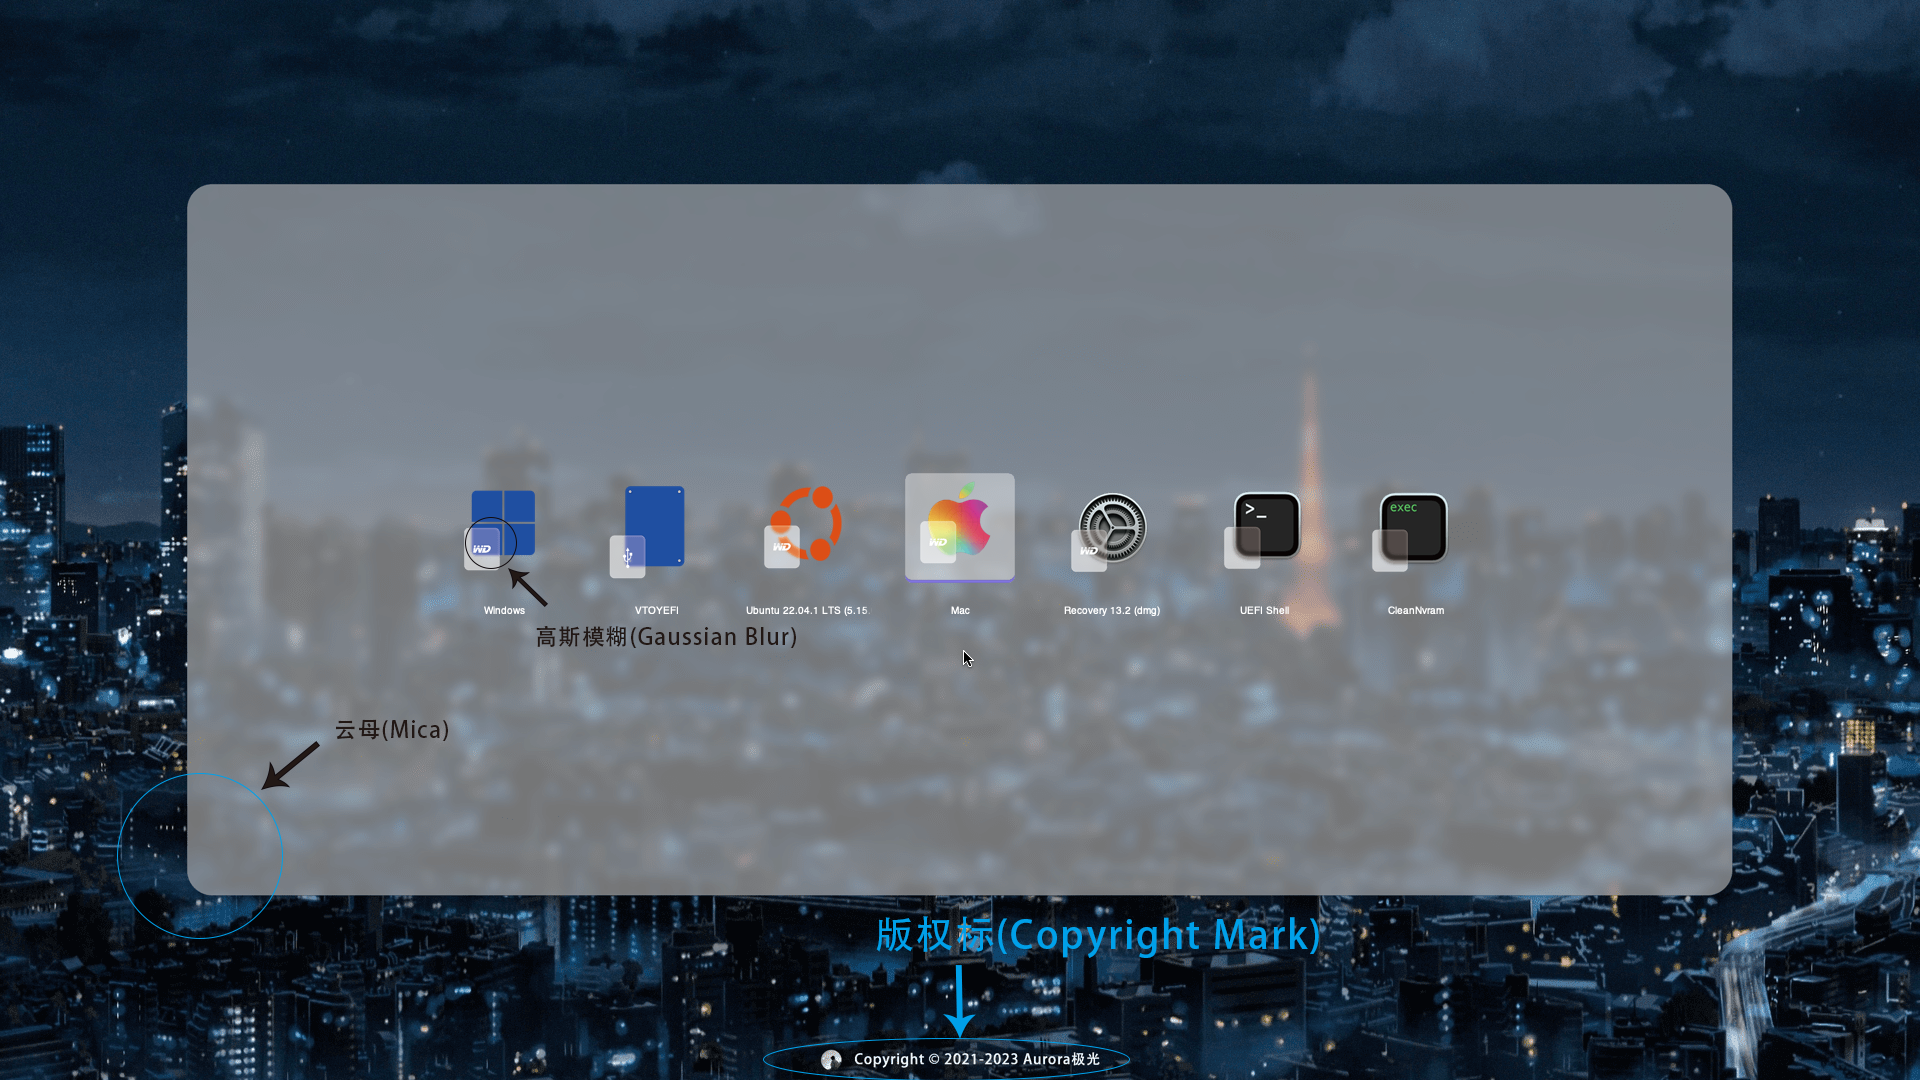 >_
exec
WD
WD
WD
WD
Windows
VTOYEFI
Ubuntu 22.04.1 LTS (5.15.
Mac
Recovery 13.2 (dmg)
UEFI Shell
CleanNvram
高斯模糊(Gaussian Blur)
云母(Mica)
版权标(Copyright Mark)
Copyright © 2021-2023 Aurora极光